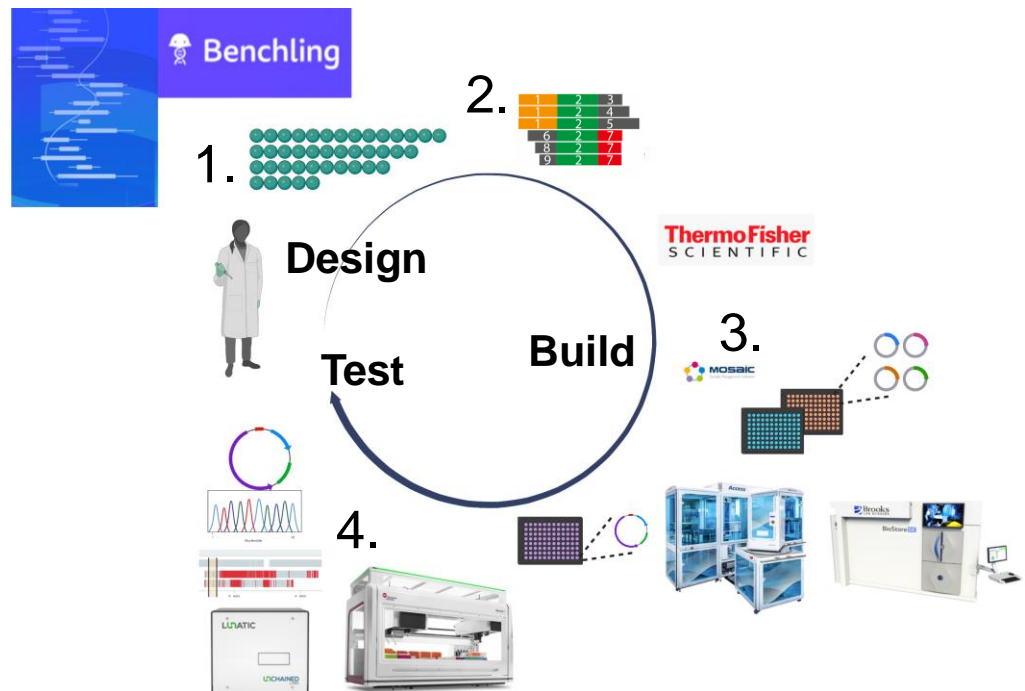 Benchling
2.
1 2 3
1 2 4
1 2 5
6 2 7
8 2 7
9 2 7
1.
ThermoFisher
SCIENTIFIC
Design
3.
Build
MOSAIC
Test
Access
Brooks
BioStore
4.
LUNATIC
UNCHAINED